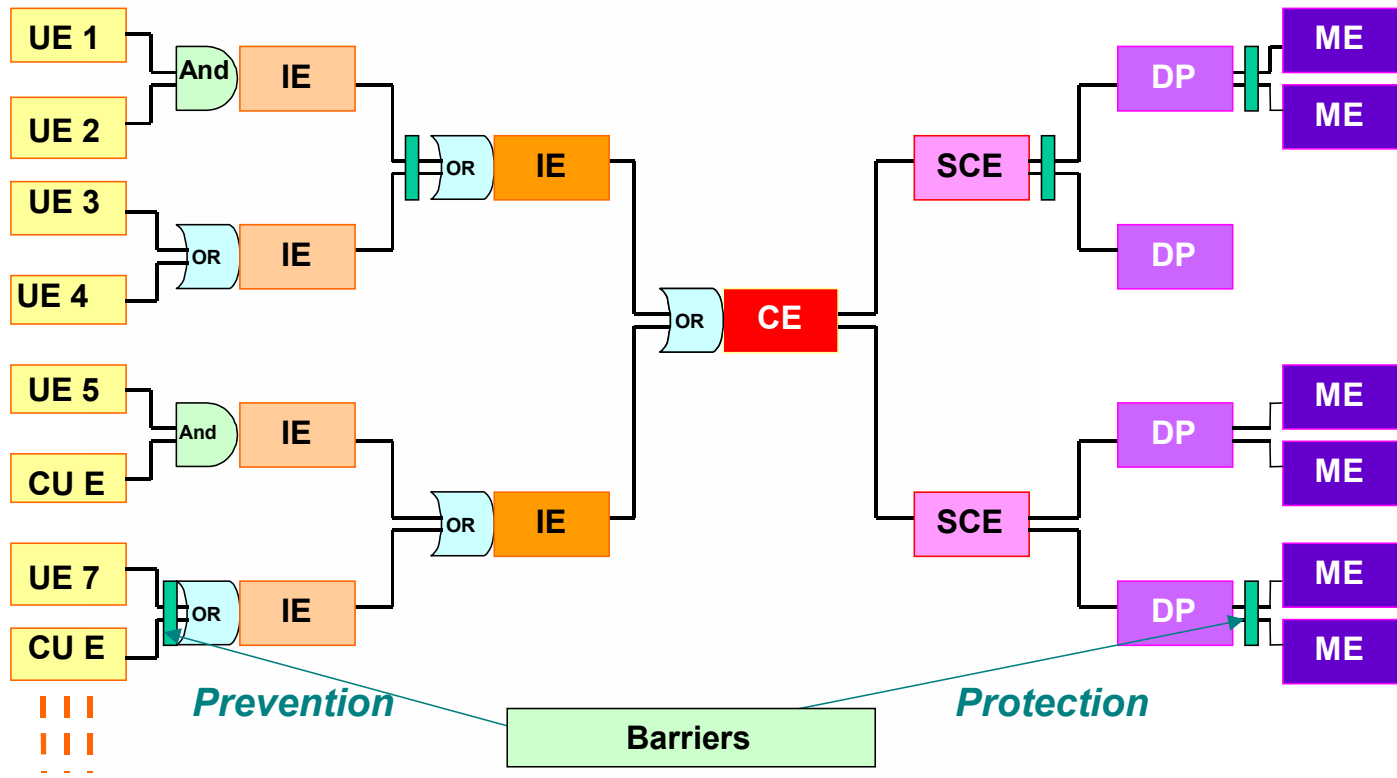 UE 1
And
IE
UE 2
UE 3
OR
IE
UE 4
OR
IE
UE 5
And
IE
CU E
UE 7
OR
IE
CU E
OR
IE
OR
CE
SCE
DP
ME
ME
DP
SCE
DP
ME
ME
DP
ME
ME
Prevention
Protection
Barriers